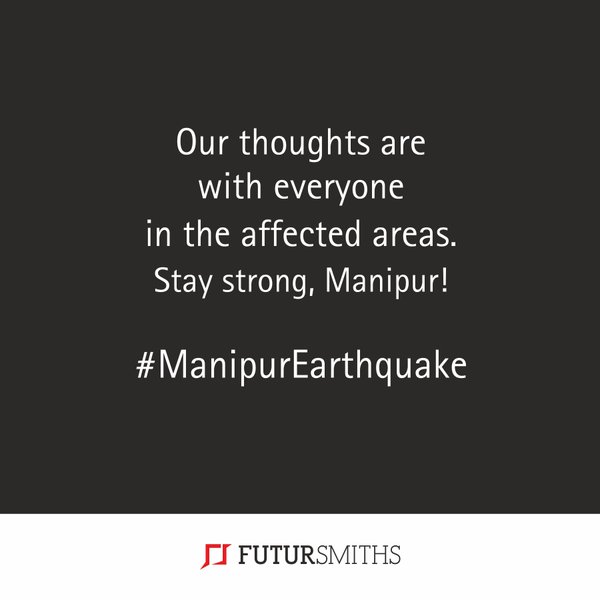 Our thoughts are
with everyone
in the affected areas.
Stay strong, Manipur!
#ManipurEarthquake
FUTURSMITHS